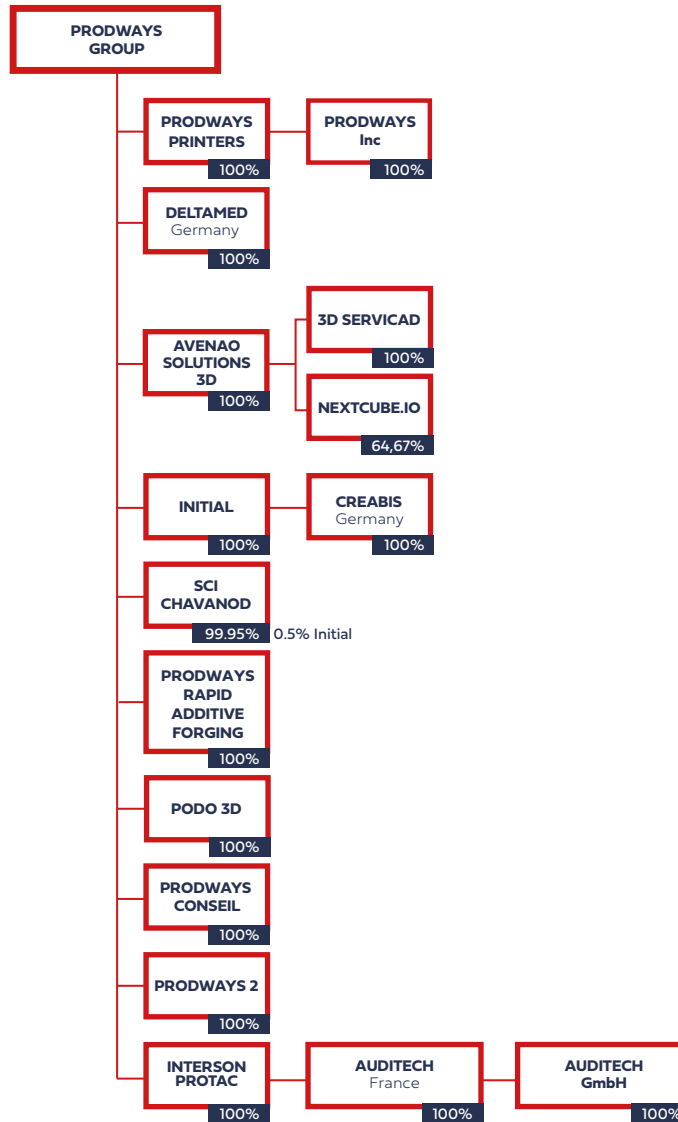 PRODWAYS
GROUP
PRODWAYS
PRINTERS
100%
PRODWAYS
Inc
100%
DELTAMED
Germany
100%
AVENAO
SOLUTIONS
3D
100%
3D SERVICAD
100%
NEXTCUBE.IO
64,67%
INITIAL
100%
CREABIS
Germany
100%
SCI
CHAVANOD
99.95% 0.5% Initial
PRODWAYS
RAPID
ADDITIVE
FORGING
100%
PODO 3D
100%
PRODWAYS
CONSEIL
100%
PRODWAYS 2
100%
INTERSON
PROTAC
100%
AUDITECH
France
100%
AUDITECH
GmbH
100%